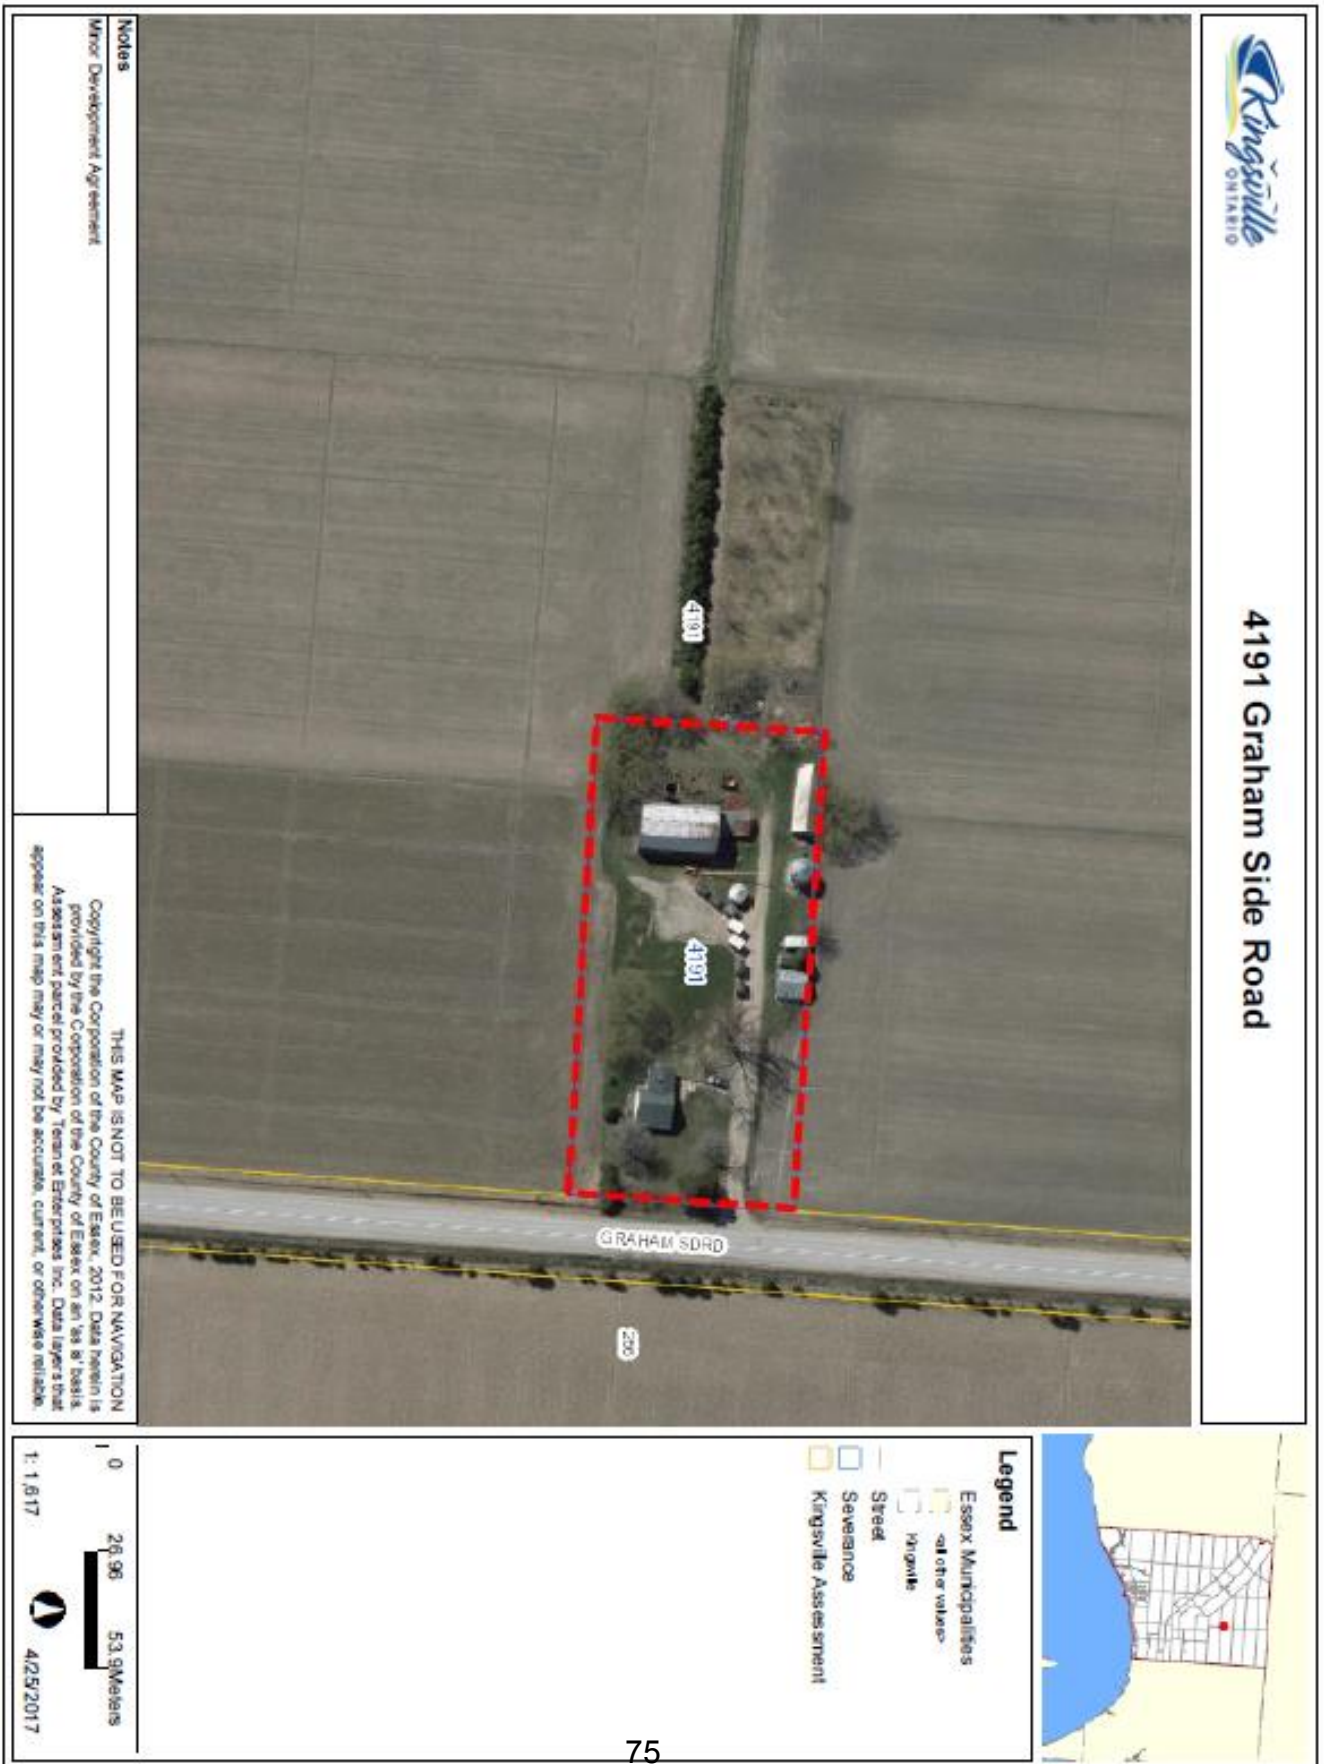 Kingsville
ONTARIO
4191 Graham Side Road
4191
4191
GRAHAM SDRD
256
Legend
Essex Municipalities
<all other values>
Kingsville
Street
Severance
Kingsville Assessment
Notes
Minor Development Agreement
THIS MAP IS NOT TO BE USED FOR NAVIGATION
Copyright the Corporation of the County of Essex, 2012. Data herein is
provided by the Corporation of the County of Essex on an 'as is' basis.
Assessment parcel provided by Teranet Enterprises Inc. Data layers that
appear on this map may or may not be accurate, current, or otherwise reliable.
0 26.96 53.9Meters
1: 1,617
4/25/2017
75